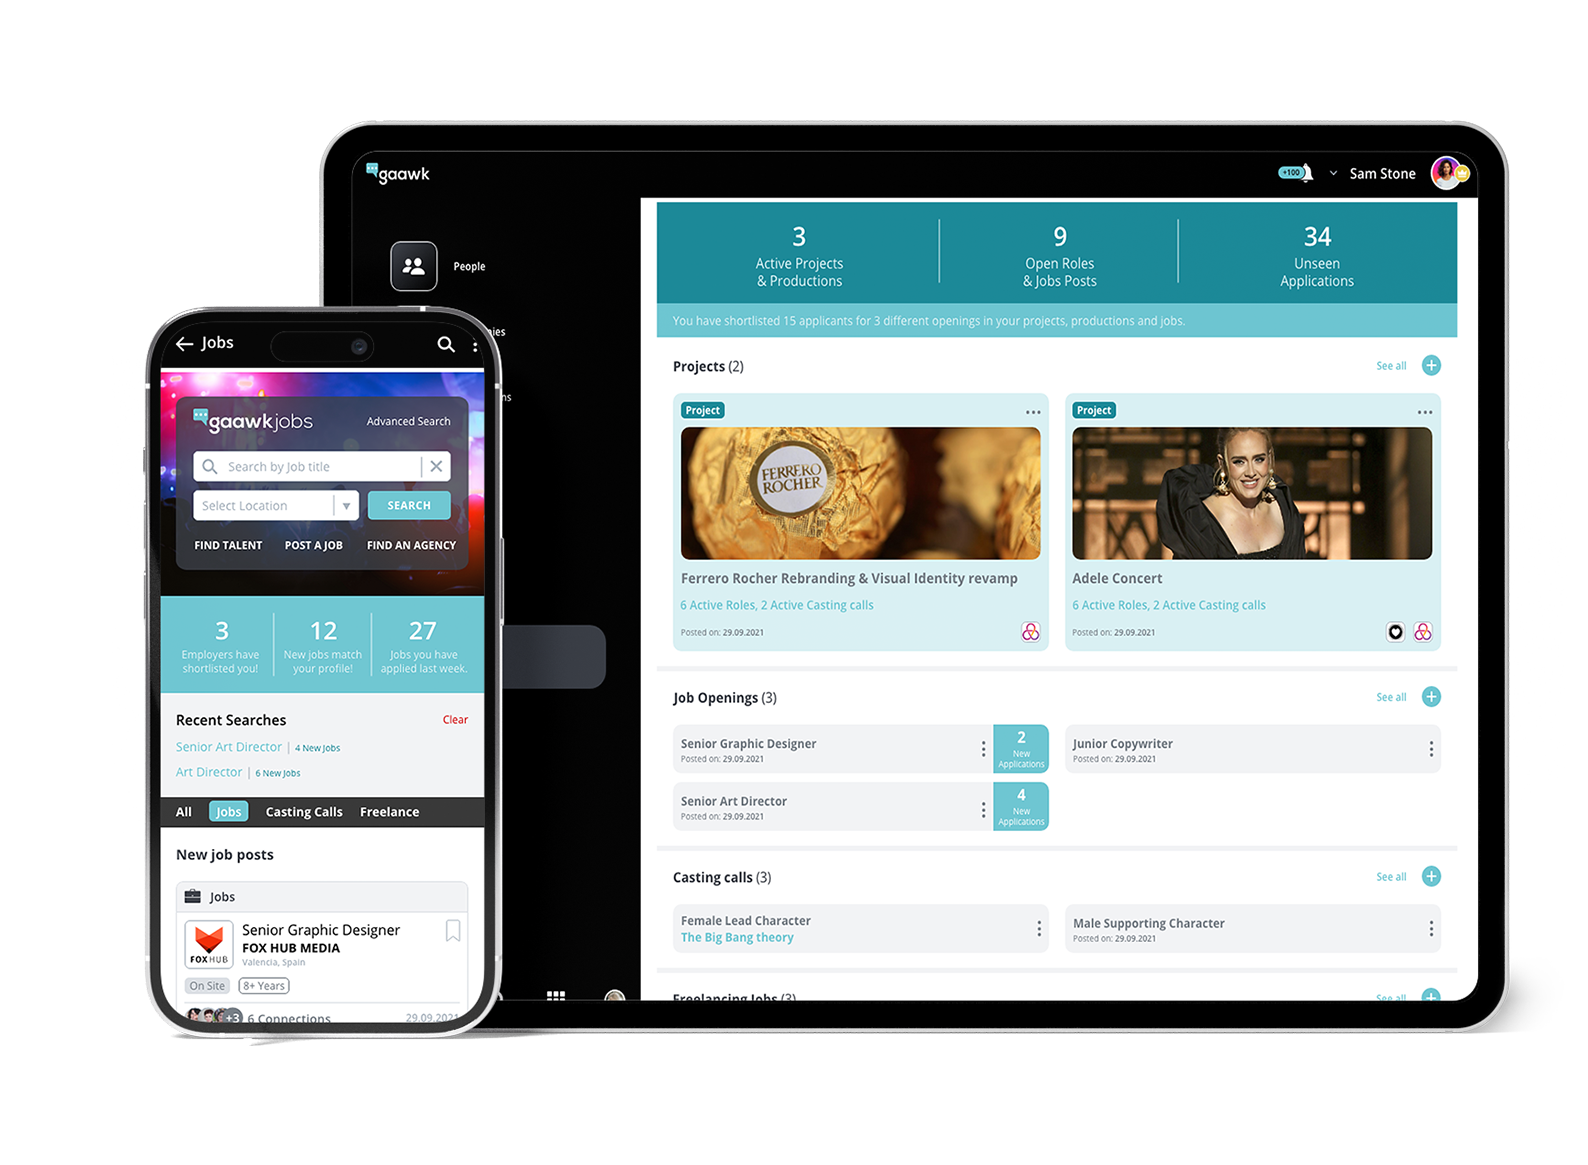 gaawk
+100
Sam Stone
People
nies
ns
3
Active Projects
& Productions
9
Open Roles
& Jobs Posts
34
Unseen
Applications
You have shortlisted 15 applicants for 3 different openings in your projects, productions and jobs.
Projects (2)
See all
Project
FERRERO
ROCHER
Ferrero Rocher Rebranding & Visual Identity revamp
6 Active Roles, 2 Active Casting calls
Posted on: 29.09.2021
Project
Adele Concert
6 Active Roles, 2 Active Casting calls
Posted on: 29.09.2021
Job Openings (3)
See all
Senior Graphic Designer
Posted on: 29.09.2021
2
New
Applications
Junior Copywriter
Posted on: 29.09.2021
Senior Art Director
Posted on: 29.09.2021
4
New
Applications
Casting calls (3)
See all
Female Lead Character
The Big Bang theory
Male Supporting Character
Posted on: 29.09.2021
Freelancing Jobs (3)
See all
Jobs
gaawkjobs
Advanced Search
Search by Job title
Select Location
SEARCH
FIND TALENT
POST A JOB
FIND AN AGENCY
3
Employers have
shortlisted you!
12
New jobs match
your profile!
27
Jobs you have
applied last week.
Recent Searches
Clear
Senior Art Director | 4 New Jobs
Art Director | 6 New Jobs
All
Jobs
Casting Calls
Freelance
New job posts
Jobs
FOX HUB
Senior Graphic Designer
FOX HUB MEDIA
Valencia, Spain
On Site
8+ Years
+3
6 Connections
29.09.2021